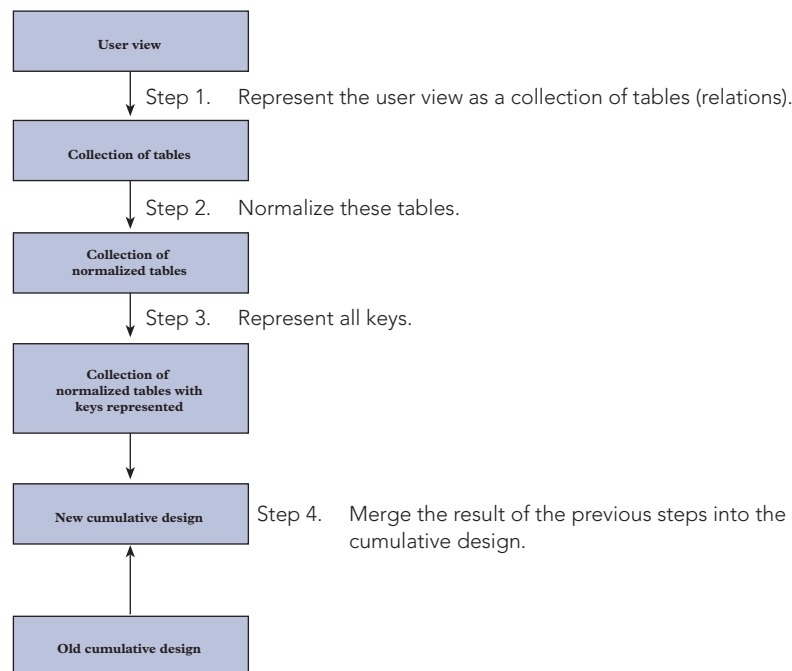 User view
Step 1. Represent the user view as a collection of tables (relations).
Collection of tables
Step 2. Normalize these tables.
Collection of
normalized tables
Step 3. Represent all keys.
Collection of
normalized tables with
keys represented
New cumulative design
Step 4. Merge the result of the previous steps into the
cumulative design.
Old cumulative design